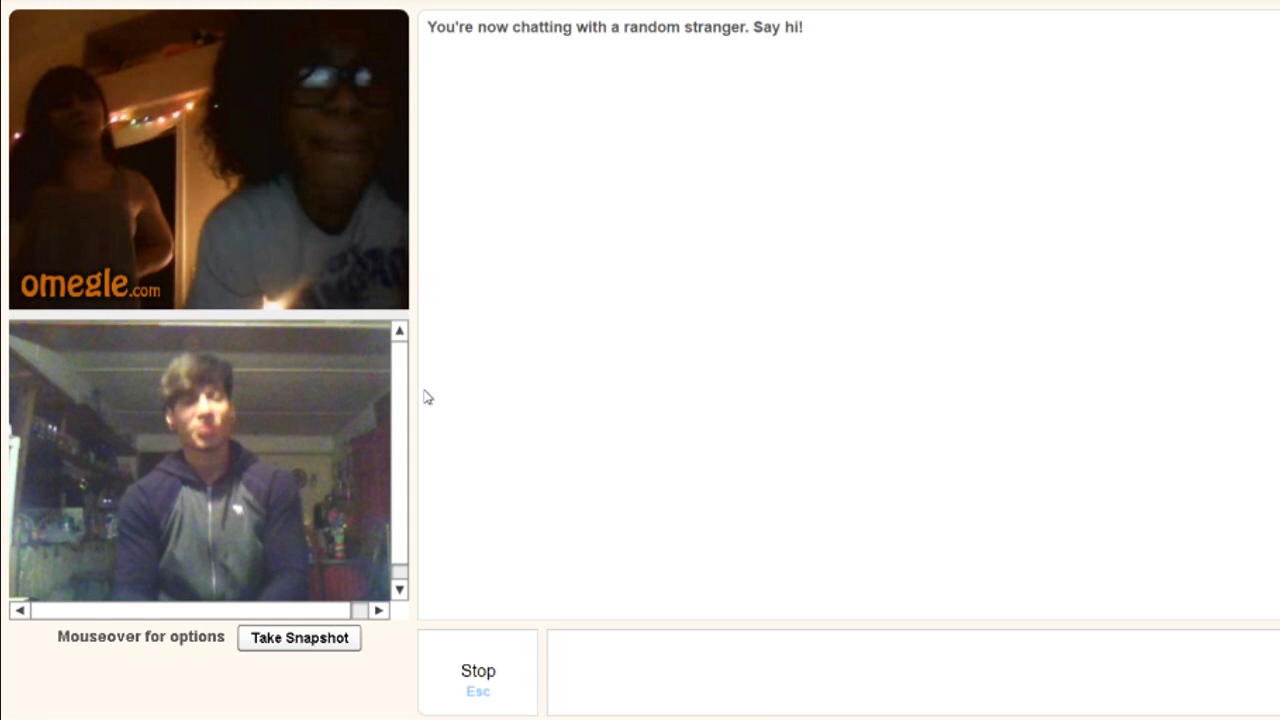 You're now chatting with a random stranger. Say hi!
omegle.com
Mouseover for options
Take Snapshot
Stop
Esc